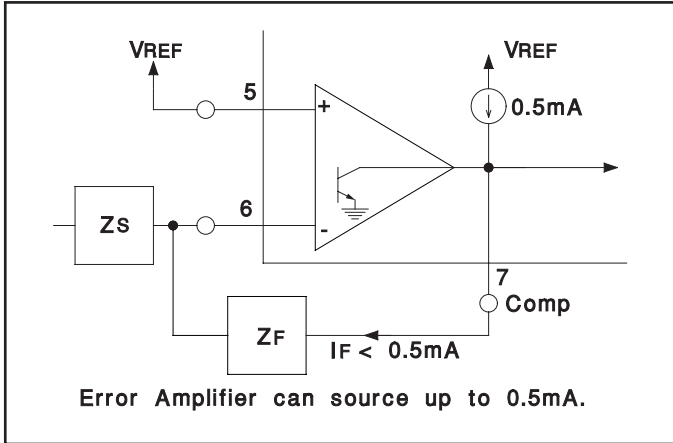 VREF
5
+
VREF
0.5mA
ZS
6
-
7
Comp
ZF
IF < 0.5mA
Error Amplifier can source up to 0.5mA.